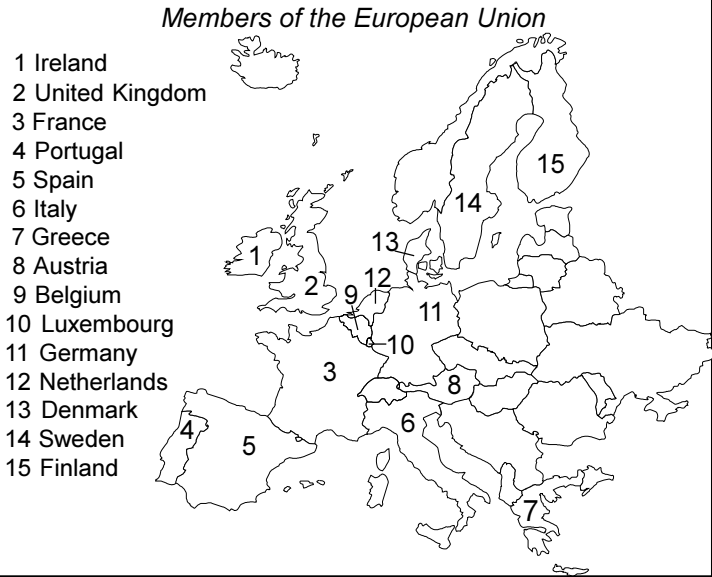 Members of the European Union
1 Ireland
2 United Kingdom
3 France
4 Portugal
5 Spain
6 Italy
7 Greece
8 Austria
9 Belgium
10 Luxembourg
11 Germany
12 Netherlands
13 Denmark
14 Sweden
15 Finland
15
14
13
1
12
2
9
11
10
3
8
6
4
5
7